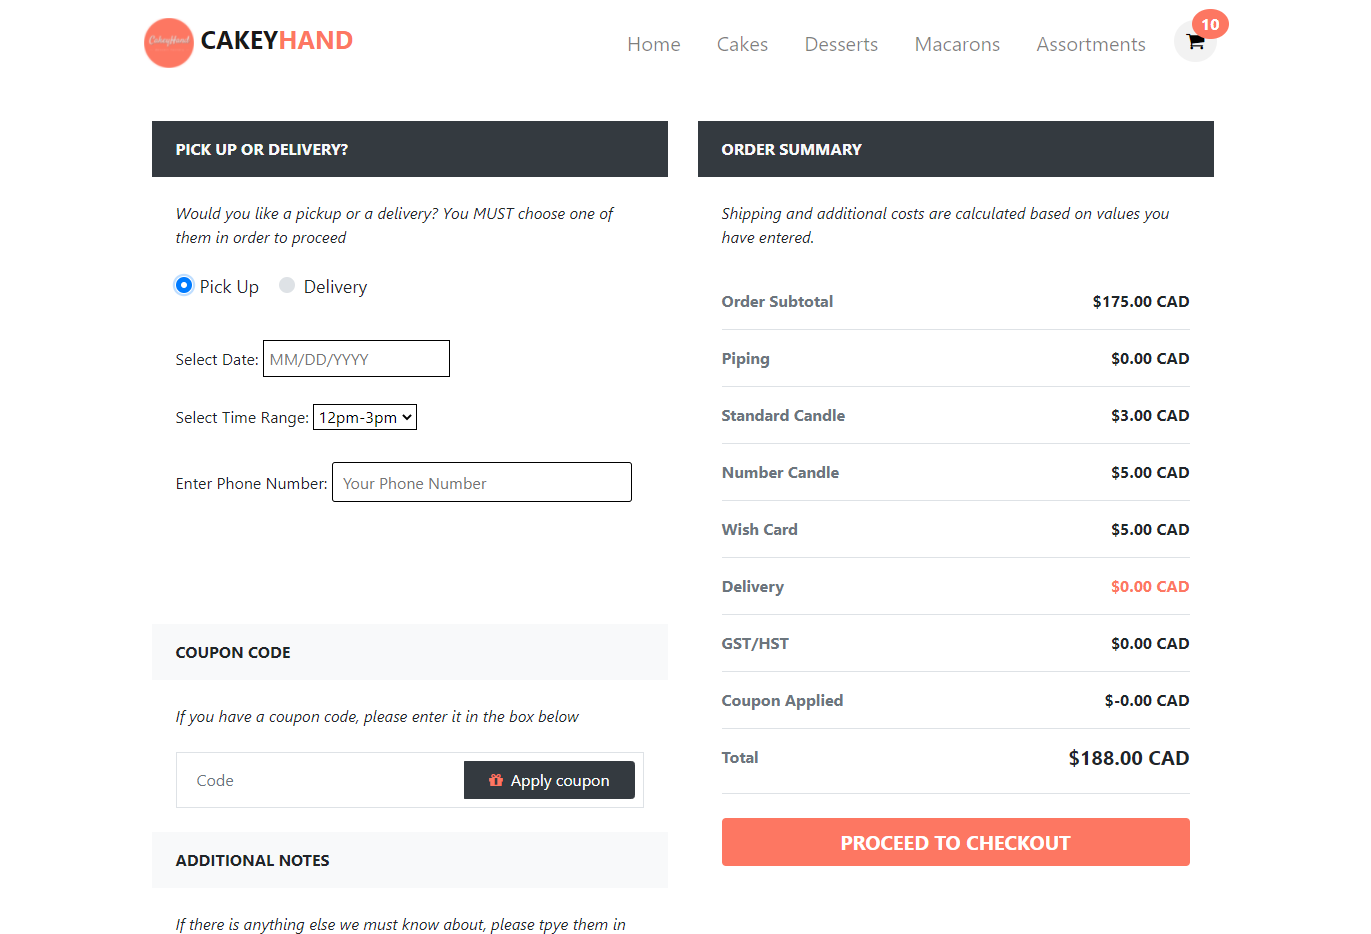 CakeyHand
CAKEYHAND
Home
Cakes
Desserts
Macarons
Assortments
10
PICK UP OR DELIVERY?
Would you like a pickup or a delivery? You MUST choose one of
them in order to proceed
Pick Up
Delivery
Select Date: MM/DD/YYYY
Select Time Range: 12pm-3pm
Enter Phone Number: Your Phone Number
COUPON CODE
If you have a coupon code, please enter it in the box below
Code
Apply coupon
ADDITIONAL NOTES
If there is anything else we must know about, please tpye them in
ORDER SUMMARY
Shipping and additional costs are calculated based on values you
have entered.
Order Subtotal $175.00 CAD
Piping $0.00 CAD
Standard Candle $3.00 CAD
Number Candle $5.00 CAD
Wish Card $5.00 CAD
Delivery $0.00 CAD
GST/HST $0.00 CAD
Coupon Applied $-0.00 CAD
Total $188.00 CAD
PROCEED TO CHECKOUT